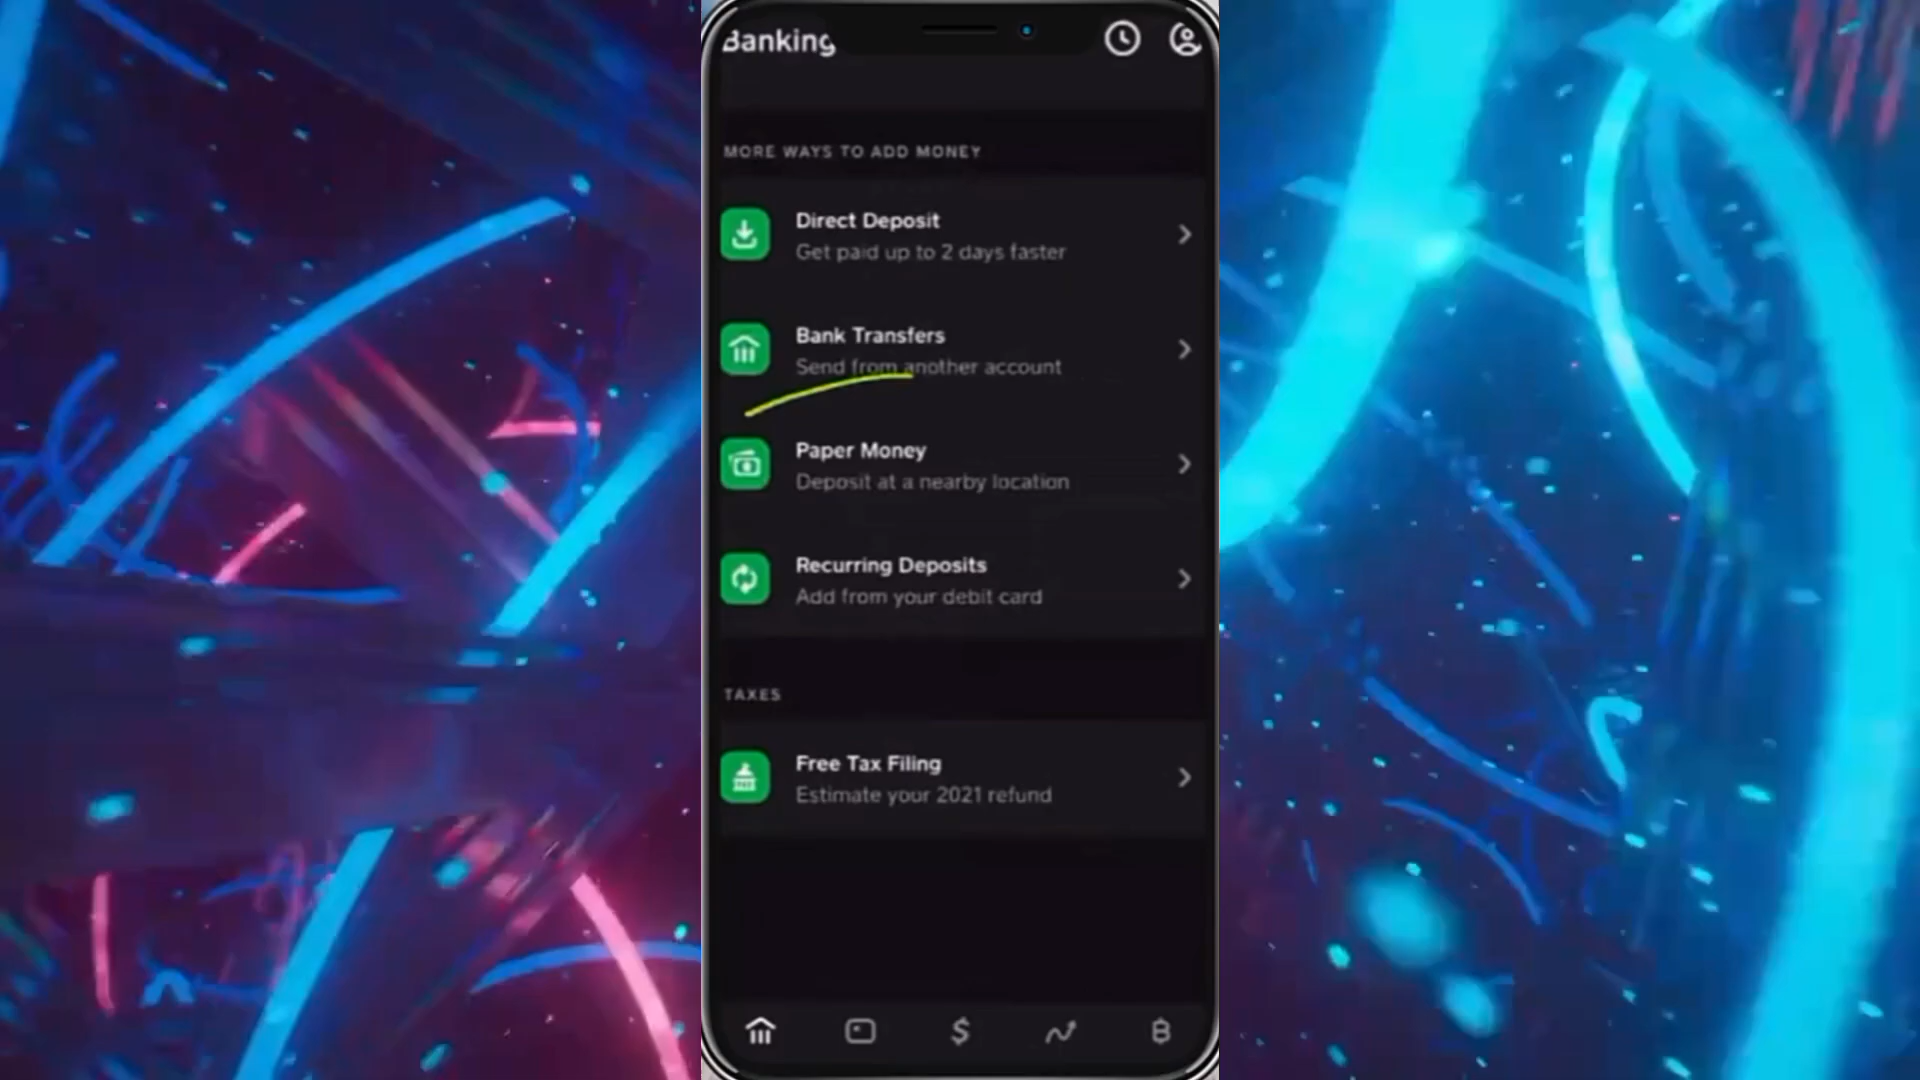 Banking
MORE WAYS TO ADD MONEY
Direct Deposit
Get paid up to 2 days faster
Bank Transfers
Send from another account
Paper Money
Deposit at a nearby location
Recurring Deposits
Add from your debit card
TAXES
Free Tax Filing
Estimate your 2021 refund